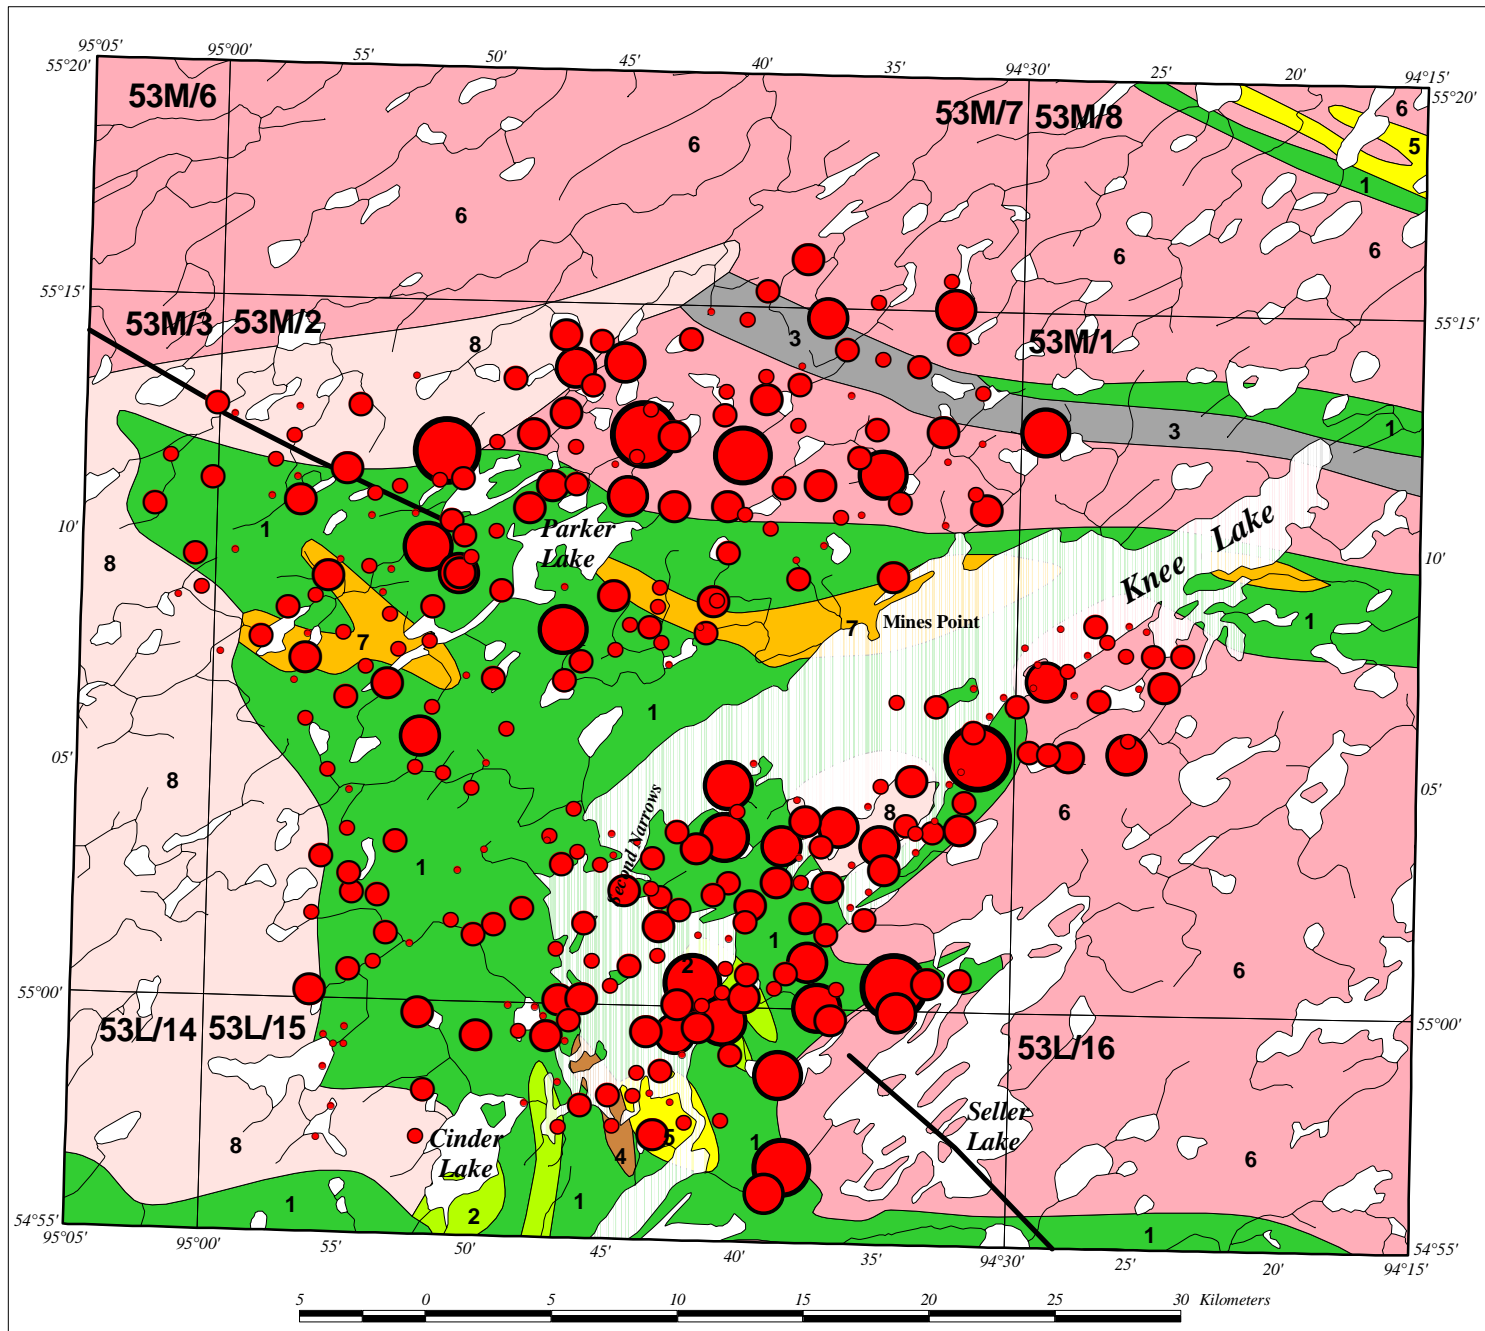 95°05' 95°00' 55' 50' 45' 40' 35' 94°30' 25' 20' 94°15'
55°20' 55°20'
53M/6 53M/7 53M/8
6 6 5 1
6 6 6
55°15' 55°15'
53M/3 53M/2 53M/1
8 3
3 1
10' 10'
1 8
Parker
Lake
Knee Lake
7 7 1
Mines Point
1
05' 05'
8 8 6
Second Narrows
1
1 2 6
55°00' 55°00'
53L/14 53L/15 53L/16
Cinder
Lake
Seller
Lake
8 4 5 1 6
1 2 1 1
54°55' 54°55'
95°05' 95°00' 55' 50' 45' 40' 35' 94°30' 25' 20' 94°15'
5 0 5 10 15 20 25 30 Kilometers